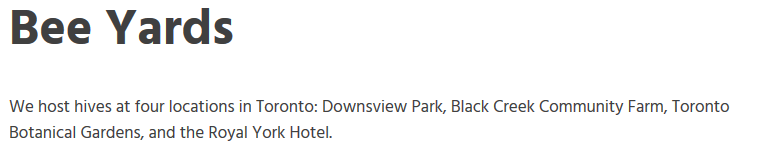 Bee Yards
We host hives at four locations in Toronto: Downsview Park, Black Creek Community Farm, Toronto
Botanical Gardens, and the Royal York Hotel.